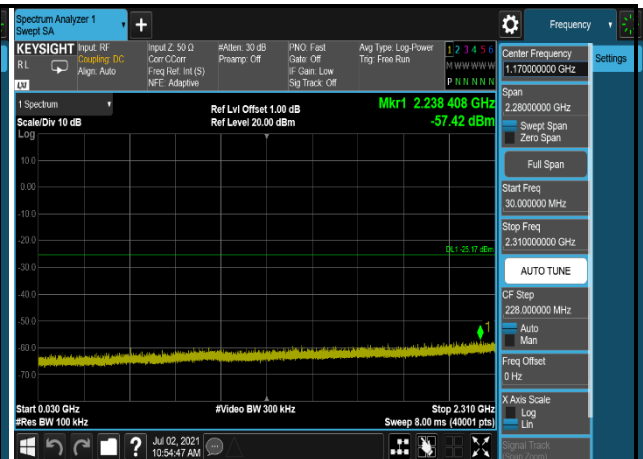 Spectrum Analyzer 1
Swept SA
+
Frequency
KEYSIGHT
RL
LXI
Input: RF
Coupling: DC
Align: Auto
Input Z: 50 Ω
Corr CCorr
Freq Ref: Int (S)
NFE: Adaptive
#Atten: 30 dB
Preamp: Off
PNO: Fast
Gate: Off
IF Gain: Low
Sig Track: Off
Avg Type: Log-Power
Trig: Free Run
1 2 3 4 5 6
M W W W W W
P N N N N N
1 Spectrum
Scale/Div 10 dB
Log
Ref Lvl Offset 1.00 dB
Ref Level 20.00 dBm
Mkr1 2.238 408 GHz
-57.42 dBm
10.0
0.00
-10.0
-20.0
DL1 -25.17 dBm
-30.0
-40.0
-50.0
1
-60.0
-70.0
Start 0.030 GHz
#Res BW 100 kHz
#Video BW 300 kHz
Stop 2.310 GHz
Sweep 8.00 ms (40001 pts)
?
Jul 02, 2021
10:54:47 AM
Center Frequency
1.170000000 GHz
Settings
Span
2.28000000 GHz
Swept Span
Zero Span
Full Span
Start Freq
30.000000 MHz
Stop Freq
2.310000000 GHz
AUTO TUNE
CF Step
228.000000 MHz
Auto
Man
Freq Offset
0 Hz
X Axis Scale
Log
Lin
Signal Track
(Span Zoom)